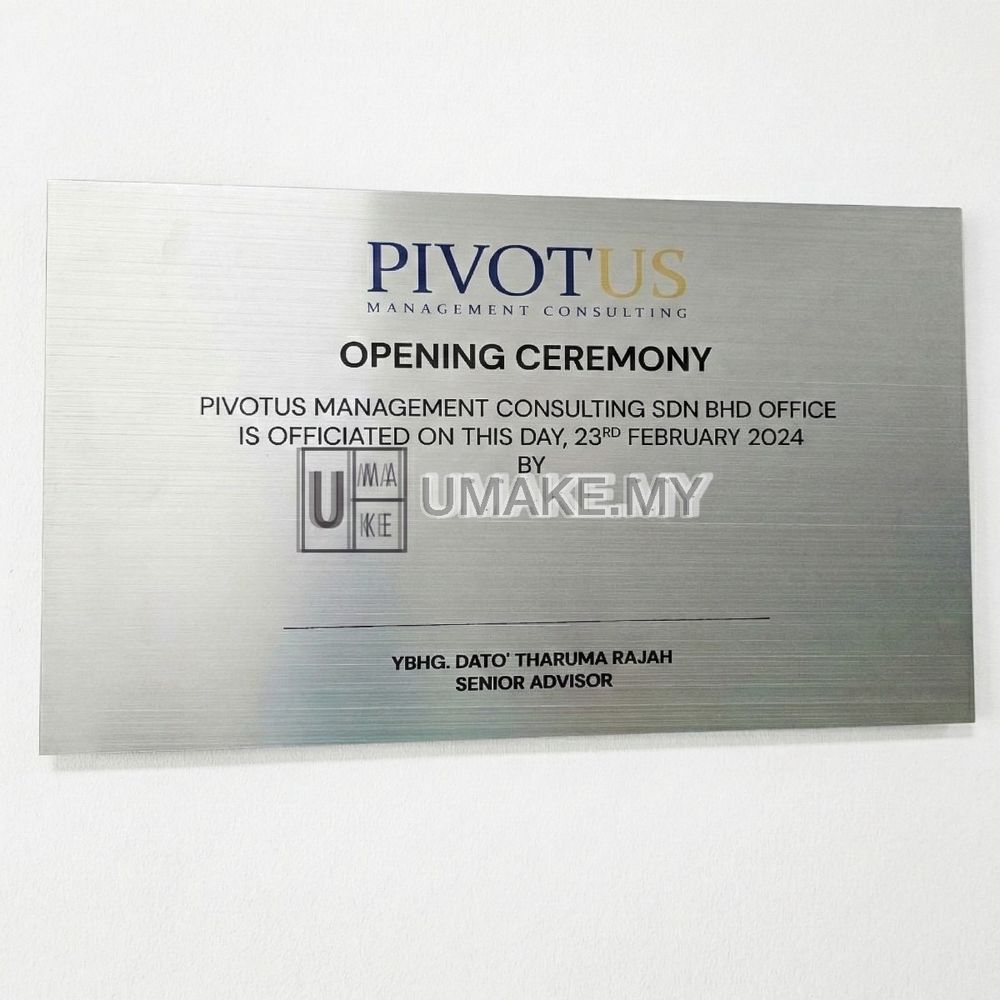 PIVOTUS
MANAGEMENT CONSULTING
OPENING CEREMONY
PIVOTUS MANAGEMENT CONSULTING SDN BHD OFFICE
IS OFFICIATED ON THIS DAY, 23RD FEBRUARY 2024
BY
U MA KE UMAKE.MY
YBHG. DATO' THARUMA RAJAH
SENIOR ADVISOR